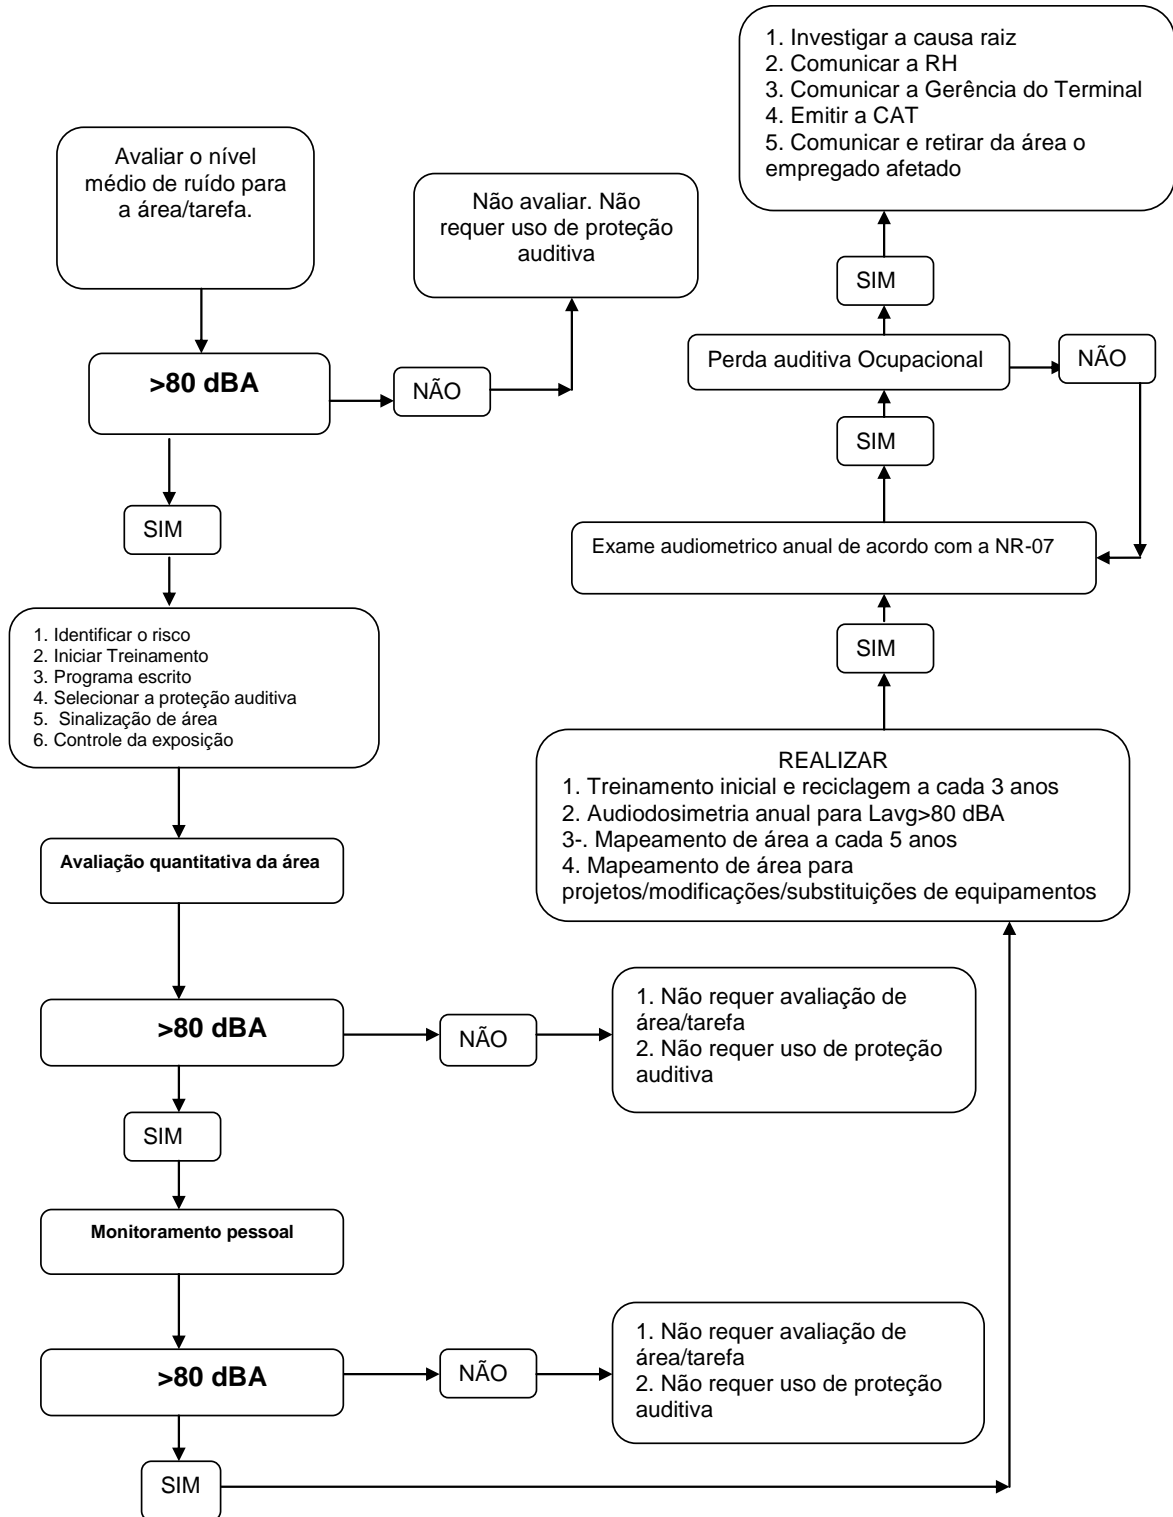 Avaliar o nível
médio de ruído para
a área/tarefa.
Não avaliar. Não
requer uso de proteção
auditiva
>80 dBA
NÃO
SIM
1. Identificar o risco
2. Iniciar Treinamento
3. Programa escrito
4. Selecionar a proteção auditiva
5. Sinalização de área
6. Controle da exposição
Avaliação quantitativa da área
>80 dBA
NÃO
1. Não requer avaliação de
área/tarefa
2. Não requer uso de proteção
auditiva
SIM
Monitoramento pessoal
>80 dBA
NÃO
1. Não requer avaliação de
área/tarefa
2. Não requer uso de proteção
auditiva
SIM
REALIZAR
1. Treinamento inicial e reciclagem a cada 3 anos
2. Audiodosimetria anual para Lavg>80 dBA
3-. Mapeamento de área a cada 5 anos
4. Mapeamento de área para
projetos/modificações/substituições de equipamentos
SIM
Exame audiometrico anual de acordo com a NR-07
SIM
Perda auditiva Ocupacional
NÃO
SIM
1. Investigar a causa raiz
2. Comunicar a RH
3. Comunicar a Gerência do Terminal
4. Emitir a CAT
5. Comunicar e retirar da área o
empregado afetado